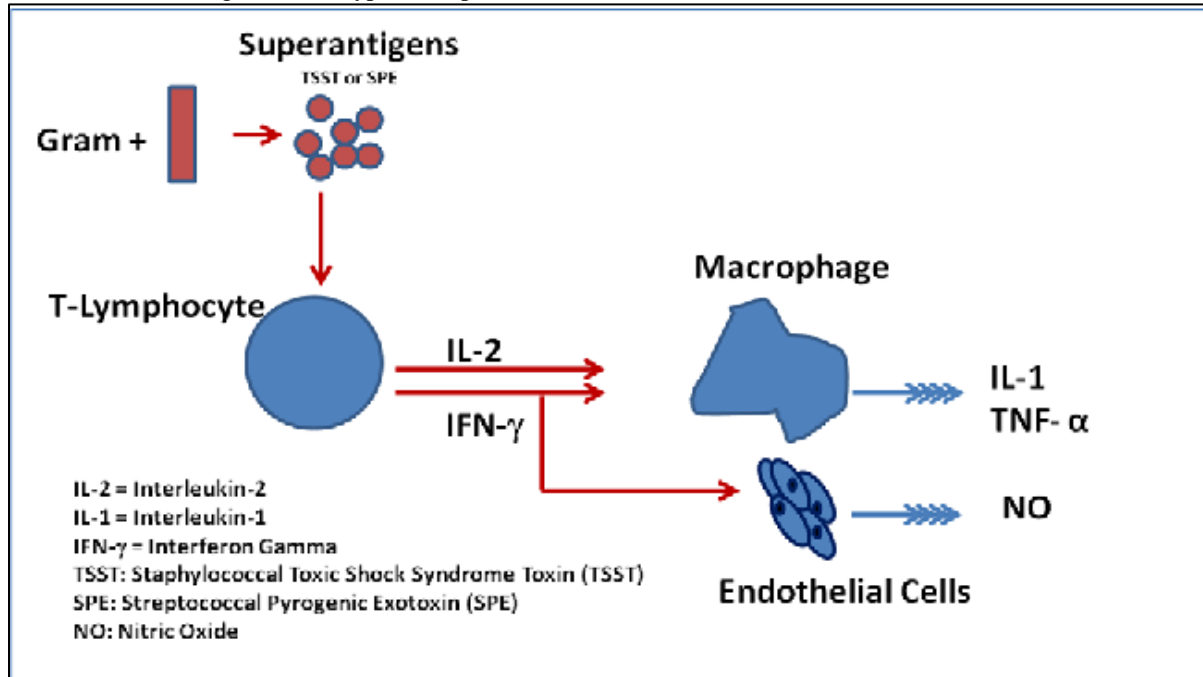 Superantigens
TSST or SPE
Gram +
Macrophage
T-Lymphocyte
IL-2
IFN-γ
IL-1
TNF- α
NO
Endothelial Cells
IL-2 = Interleukin-2
IL-1 = Interleukin-1
IFN-γ = Interferon Gamma
TSST: Staphylococcal Toxic Shock Syndrome Toxin (TSST)
SPE: Streptococcal Pyrogenic Exotoxin (SPE)
NO: Nitric Oxide